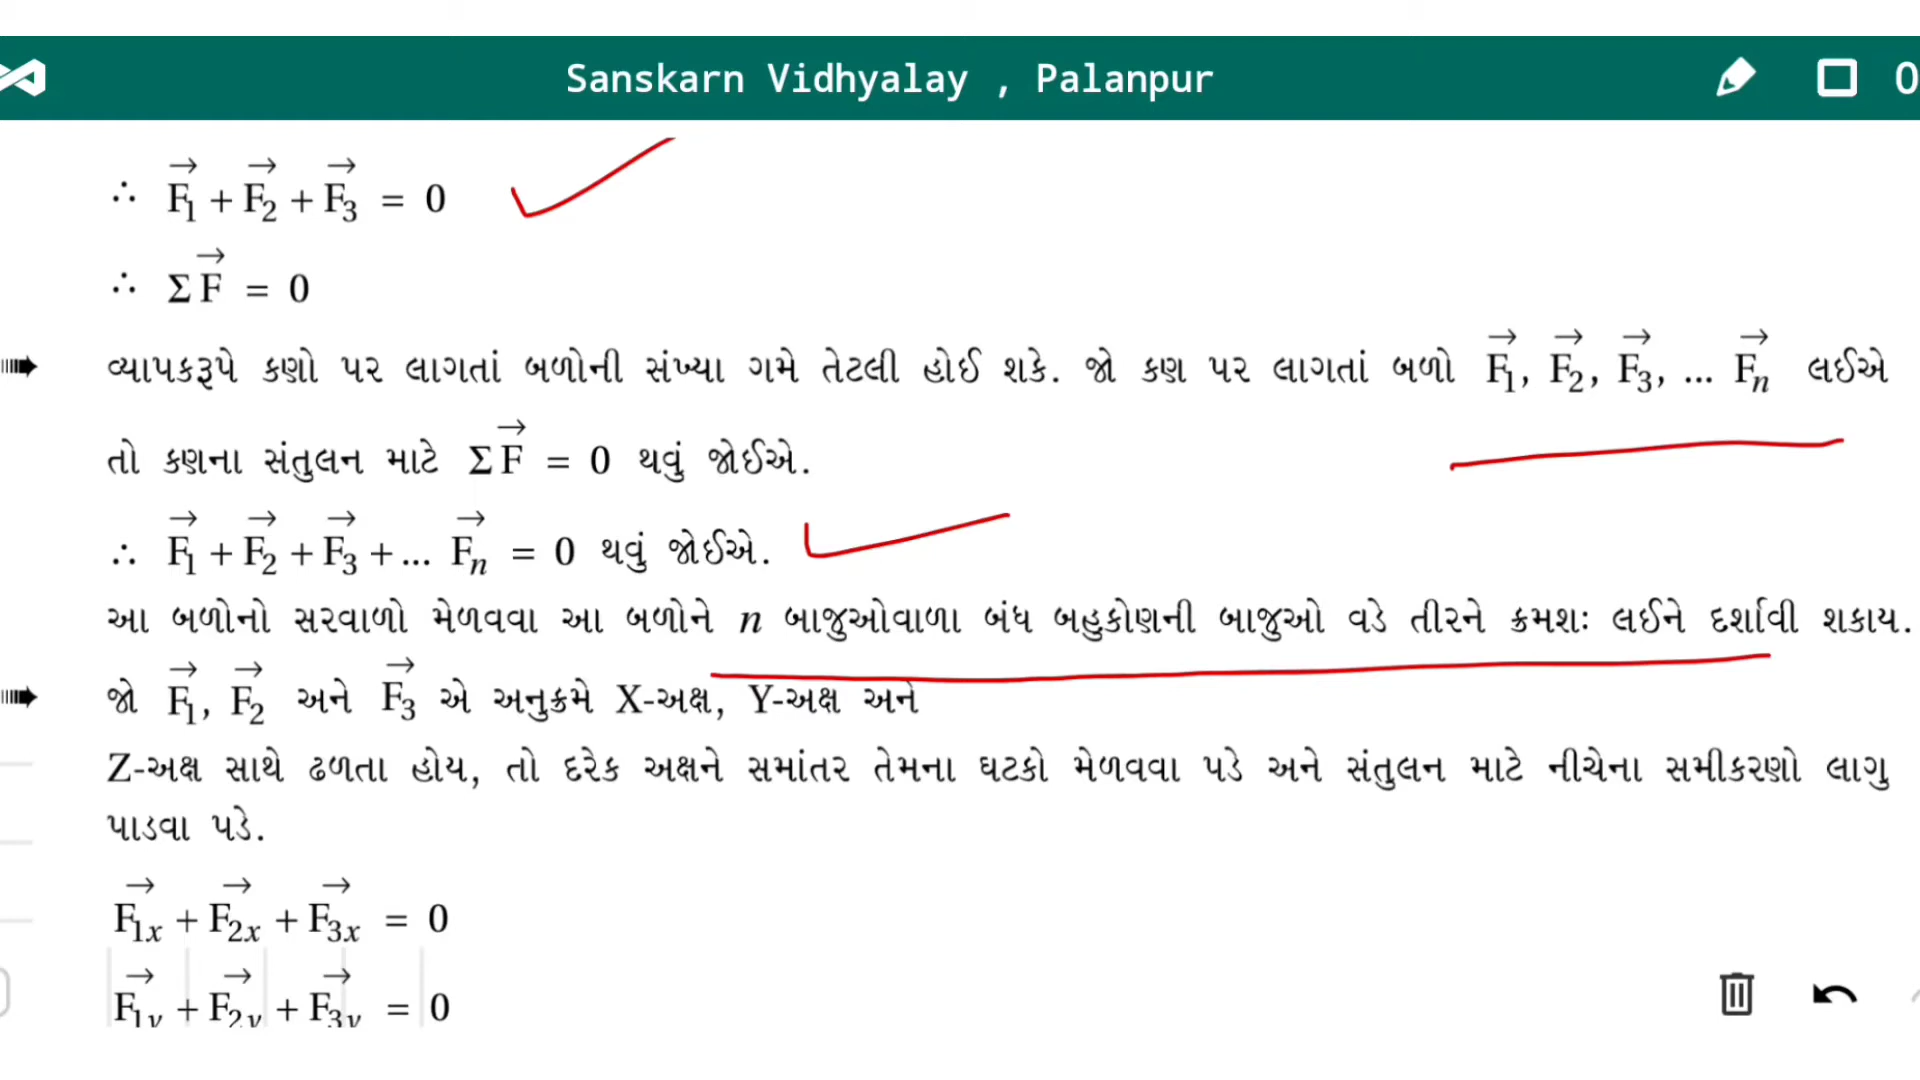 Sanskarn Vidhyalay , Palanpur
∴ F⃗₁ + F⃗₂ + F⃗₃ = 0
∴ Σ F⃗ = 0
વ્યાપકરૂપે કણો પર લાગતાં બળોની સંખ્યા ગમે તેટલી હોઈ શકે. જો કણ પર લાગતાં બળો F⃗₁, F⃗₂, F⃗₃, ... F⃗ₙ લઈએ
તો કણના સંતુલન માટે Σ F⃗ = 0 થવું જોઈએ.
∴ F⃗₁ + F⃗₂ + F⃗₃ + ... F⃗ₙ = 0 થવું જોઈએ.
આ બળોનો સરવાળો મેળવવા આ બળોને n બાજુઓવાળા બંધ બહુકોણની બાજુઓ વડે તીરને ક્રમશઃ લઈને દર્શાવી શકાય.
જો F⃗₁, F⃗₂ અને F⃗₃ એ અનુક્રમે X-અક્ષ, Y-અક્ષ અને
Z-અક્ષ સાથે ઢળતા હોય, તો દરેક અક્ષને સમાંતર તેમના ઘટકો મેળવવા પડે અને સંતુલન માટે નીચેના સમીકરણો લાગુ
પાડવા પડે.
F⃗₁ₓ + F⃗₂ₓ + F⃗₃ₓ = 0
F⃗_1y + F⃗_2y + F⃗_3y = 0